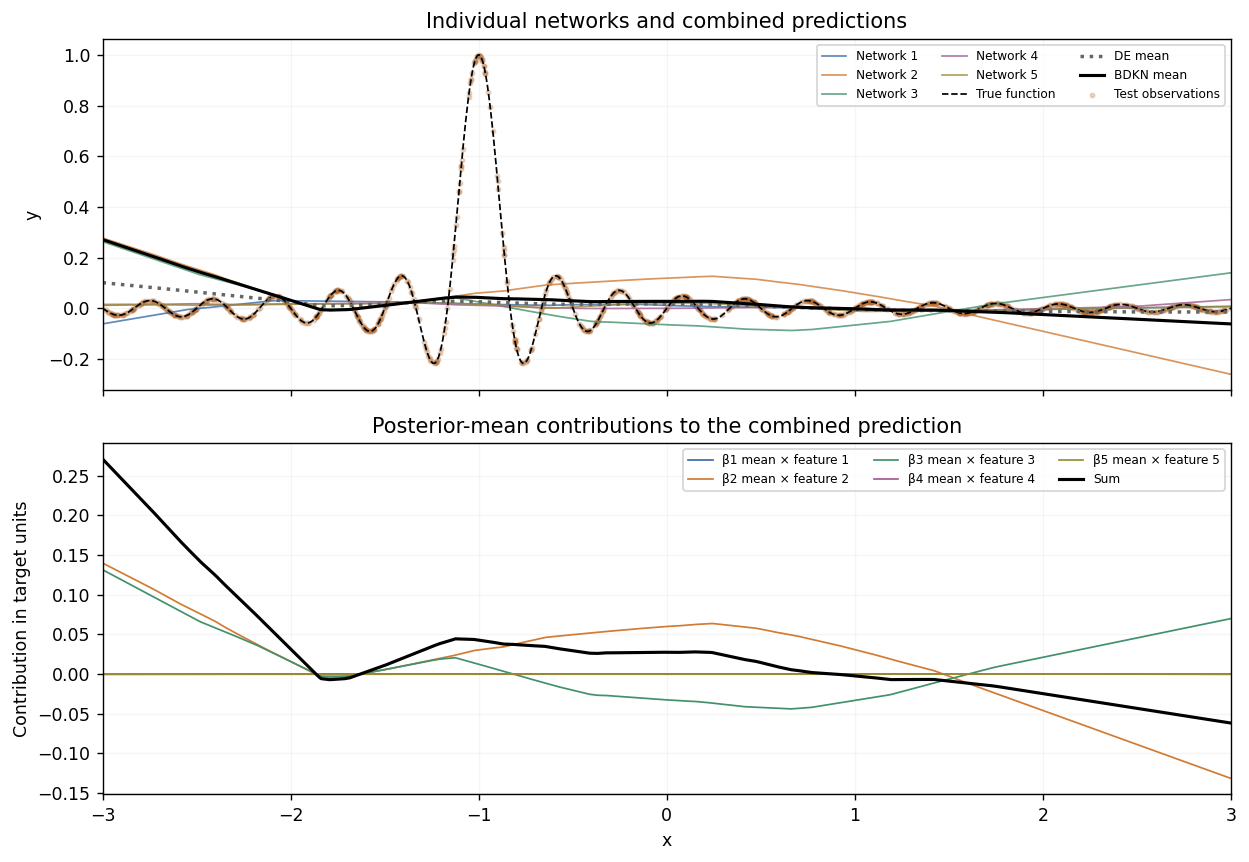 Individual networks and combined predictions
1.0
0.8
0.6
0.4
0.2
0.0
−0.2
y
Network 1
Network 2
Network 3
Network 4
Network 5
True function
DE mean
BDKN mean
Test observations
Posterior-mean contributions to the combined prediction
0.25
0.20
0.15
0.10
0.05
0.00
−0.05
−0.10
−0.15
Contribution in target units
β1 mean × feature 1
β2 mean × feature 2
β3 mean × feature 3
β4 mean × feature 4
β5 mean × feature 5
Sum
−3 −2 −1 0 1 2 3
x